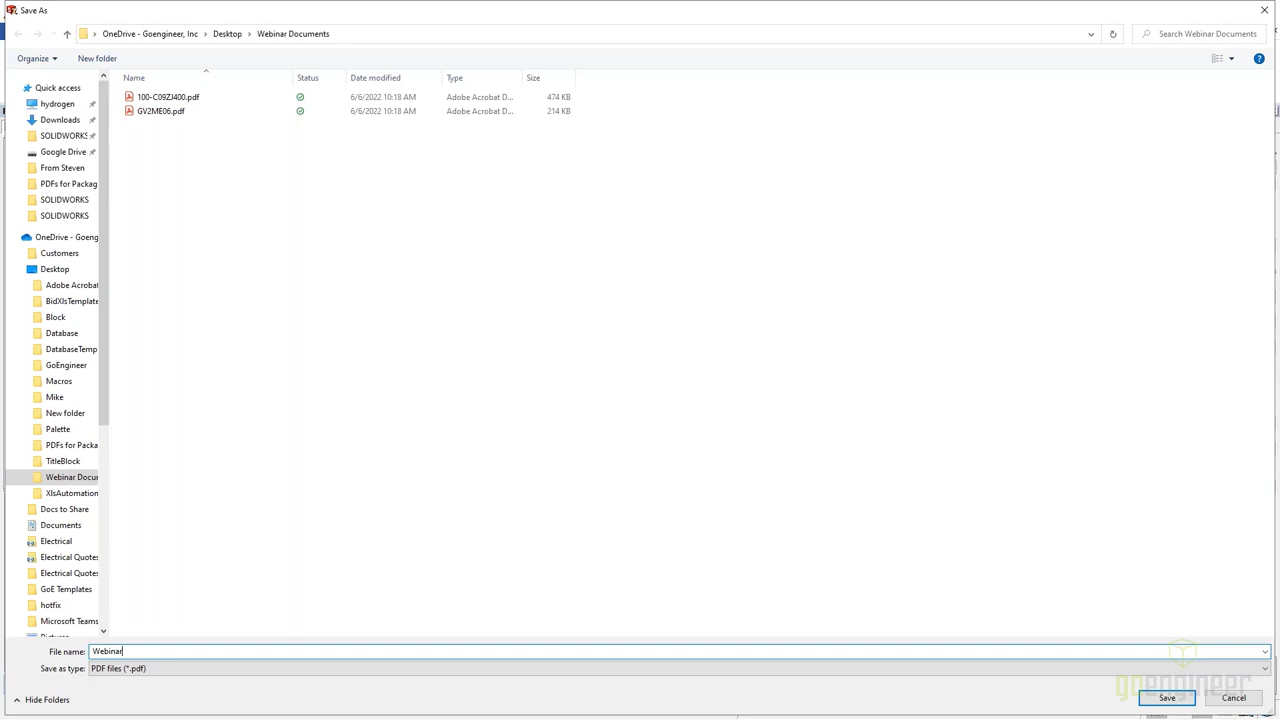 Save As
OneDrive - Goengineer, Inc > Desktop > Webinar Documents
Search Webinar Documents
Organize
New folder
Name Status Date modified Type Size
100-C09ZJ400.pdf 6/6/2022 10:18 AM Adobe Acrobat D... 474 KB
GV2ME06.pdf 6/6/2022 10:18 AM Adobe Acrobat D... 214 KB
Quick access
hydrogen
Downloads
SOLIDWORKS
Google Drive
From Steven
PDFs for Packag
SOLIDWORKS
SOLIDWORKS
OneDrive - Goeng
Customers
Desktop
Adobe Acrobat
BidXlsTemplate
Block
Database
DatabaseTemp
GoEngineer
Macros
Mike
New folder
Palette
PDFs for Packa
TitleBlock
Webinar Docum
XlsAutomation
Docs to Share
Documents
Electrical
Electrical Quotes
Electrical Quotes
GoE Templates
hotfix
Microsoft Teams
File name: Webinar
Save as type: PDF files (*.pdf)
goengineer
Hide Folders
Save
Cancel